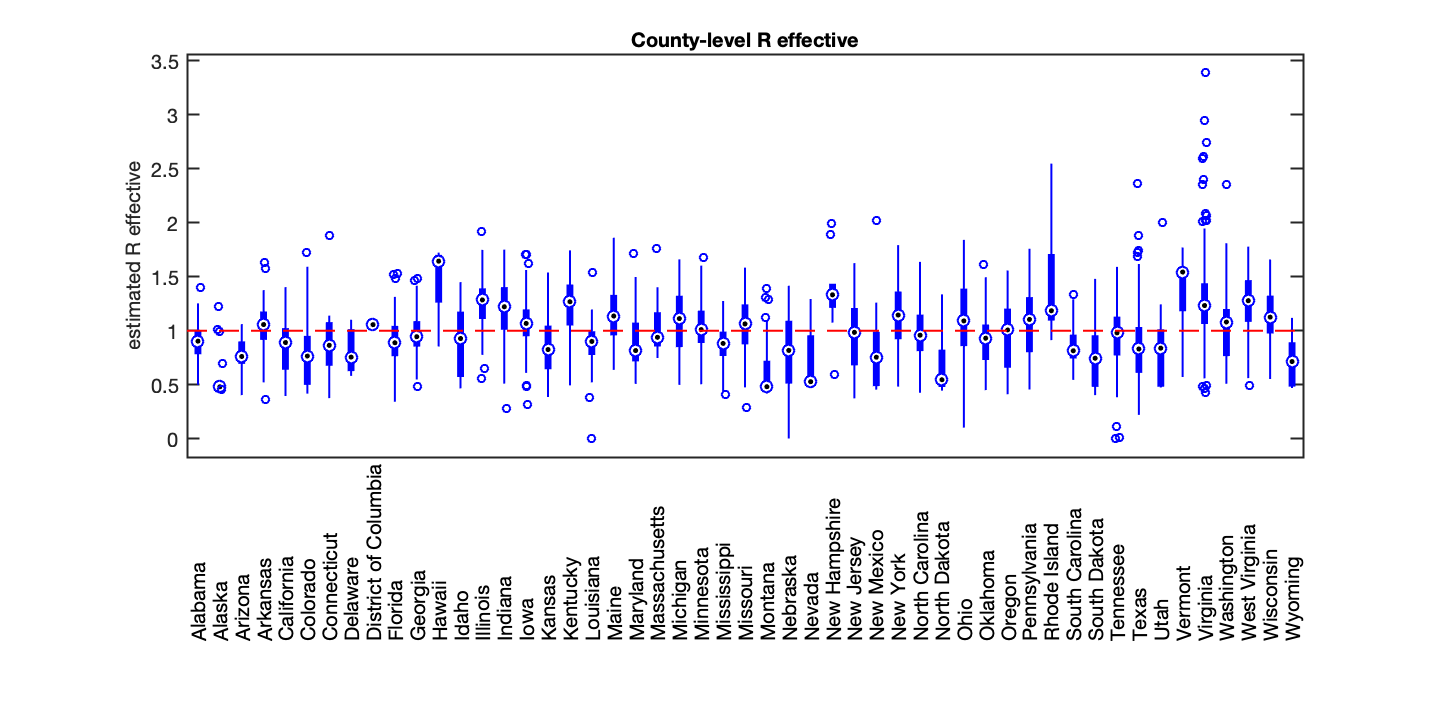 County-level R effective
estimated R effective
3.5
3
2.5
2
1.5
1
0.5
0
Alabama
Alaska
Arizona
Arkansas
California
Colorado
Connecticut
Delaware
District of Columbia
Florida
Georgia
Hawaii
Idaho
Illinois
Indiana
Iowa
Kansas
Kentucky
Louisiana
Maine
Maryland
Massachusetts
Michigan
Minnesota
Mississippi
Missouri
Montana
Nebraska
Nevada
New Hampshire
New Jersey
New Mexico
New York
North Carolina
North Dakota
Ohio
Oklahoma
Oregon
Pennsylvania
Rhode Island
South Carolina
South Dakota
Tennessee
Texas
Utah
Vermont
Virginia
Washington
West Virginia
Wisconsin
Wyoming